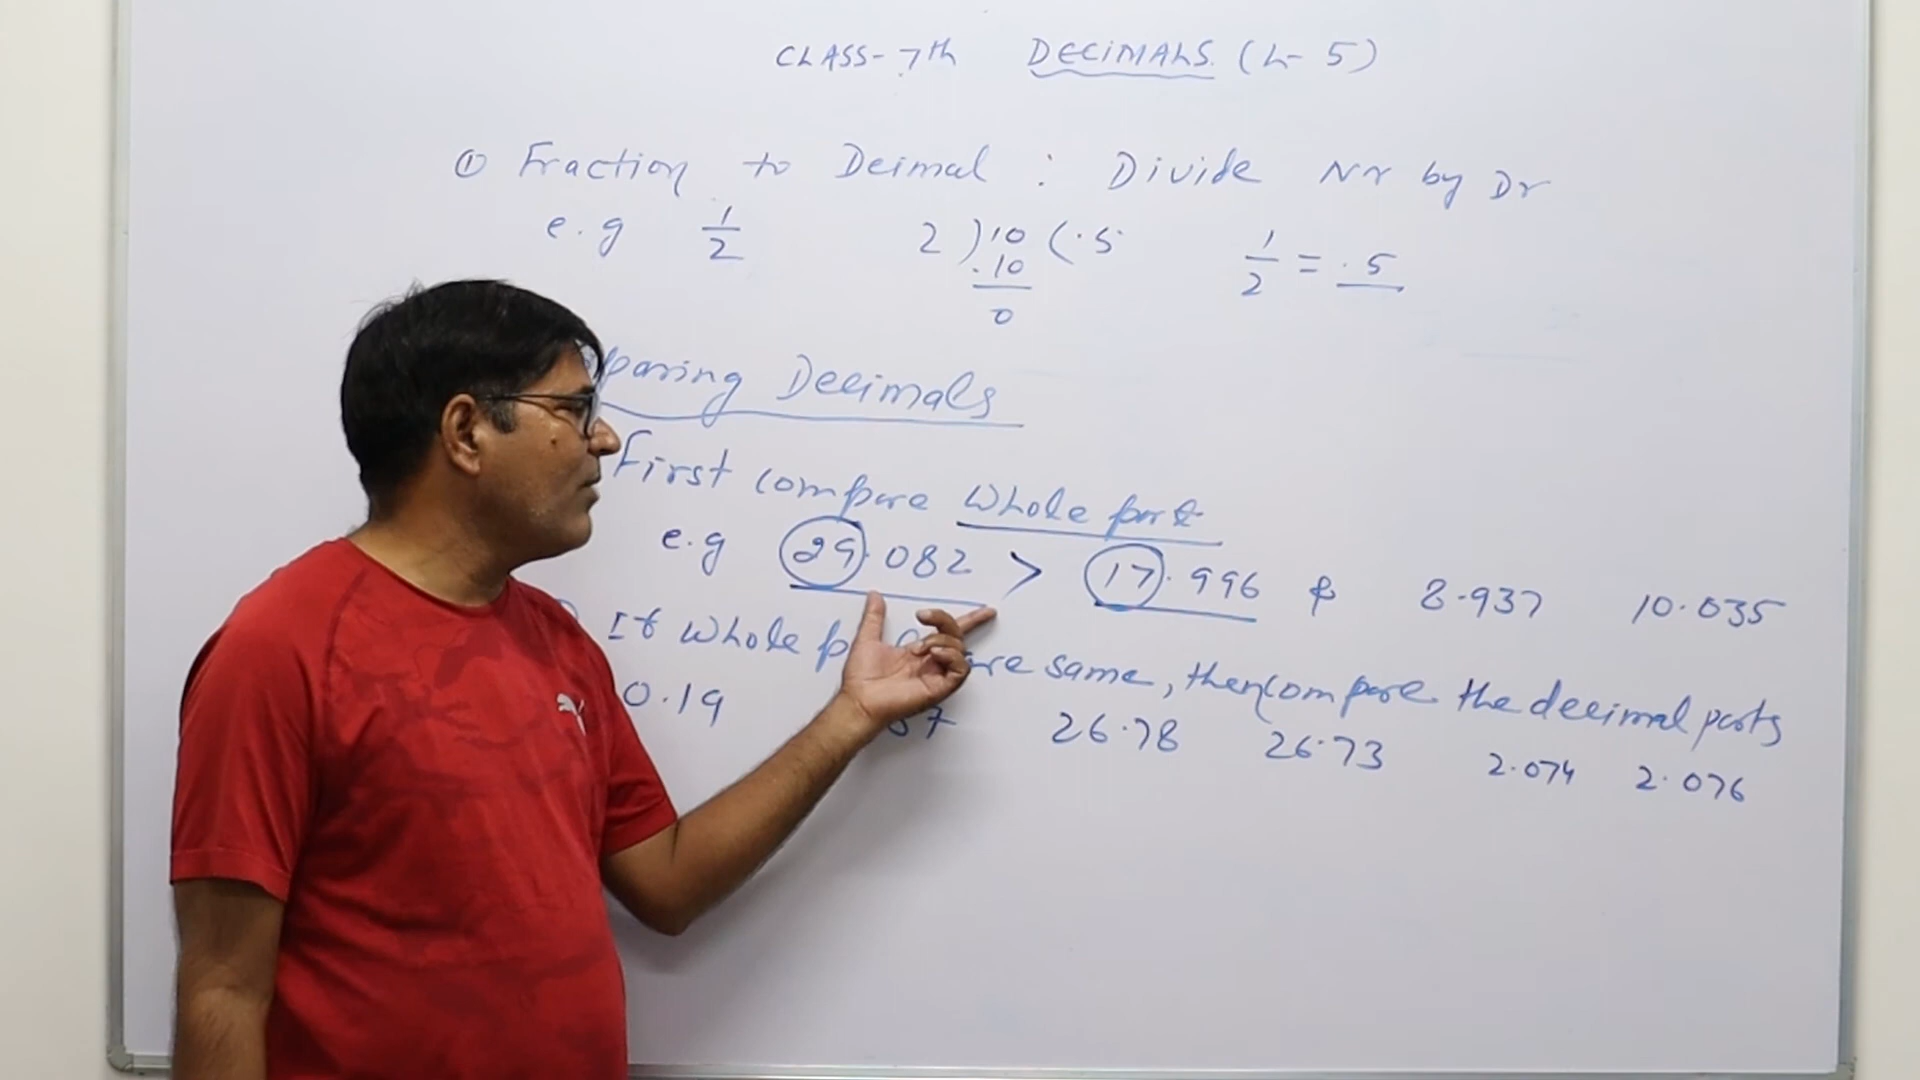 CLASS-7th DECIMALS. (L-5)
① Fraction to Deimal : Divide Nr by Dr
e.g 1/2 2)10(.5 1/2 = .5
.10
0
paring Decimals
First compare Whole part
e.g 29.082 > 17.996 & 8.937 10.035
If Whole are same, then compare the decimal parts
0.19 26.78 26.73 2.074 2.076